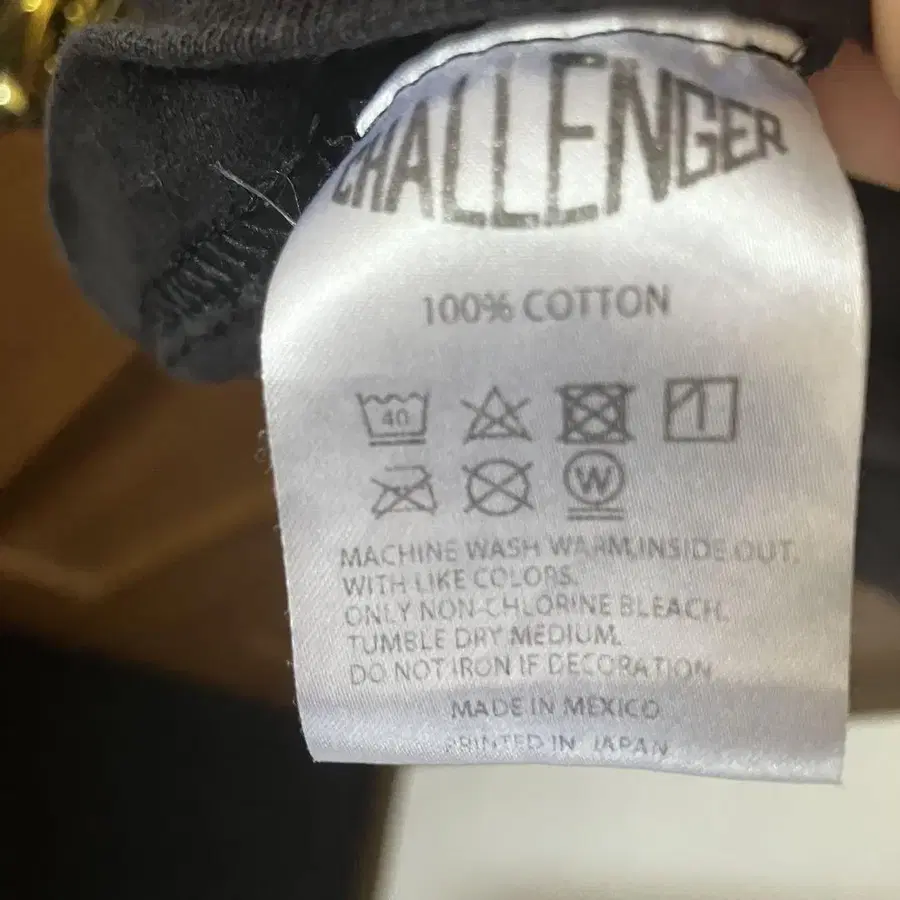 CHALLENGER
100% COTTON
40
W
MACHINE WASH WARM,INSIDE OUT,
WITH LIKE COLORS.
ONLY NON-CHLORINE BLEACH.
TUMBLE DRY MEDIUM.
DO NOT IRON IF DECORATION
MADE IN MEXICO
PRINTED IN JAPAN